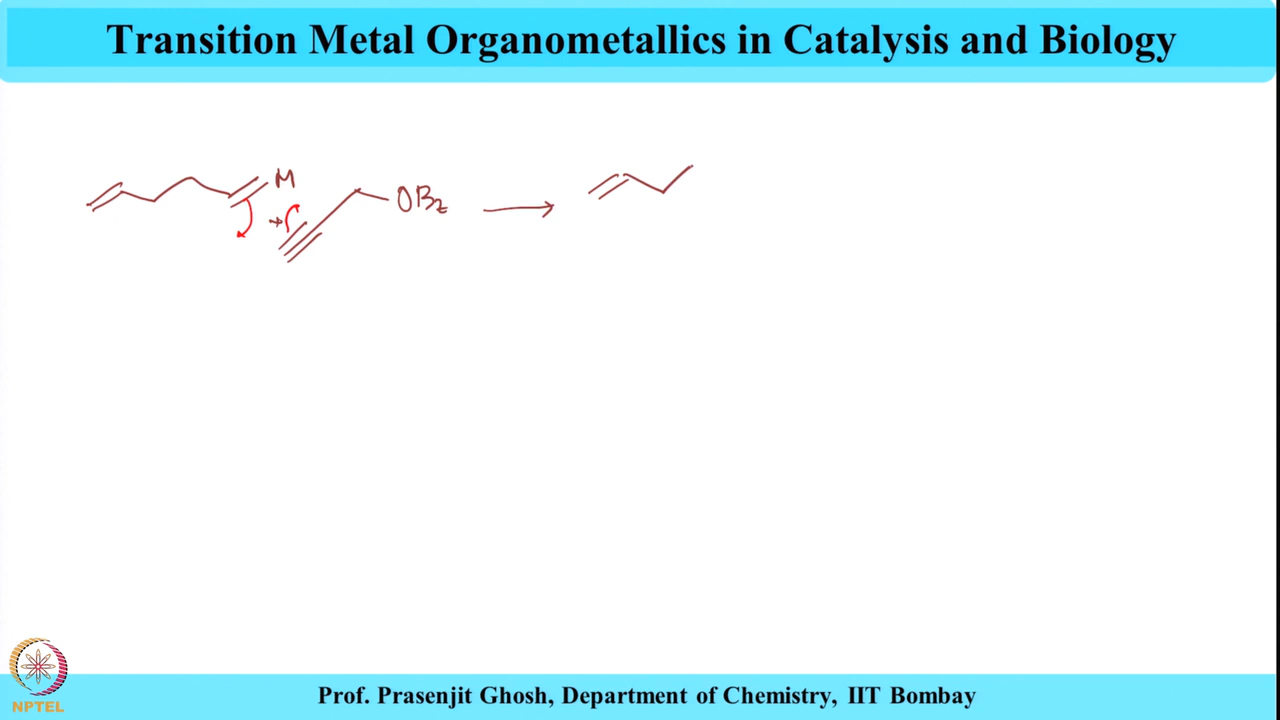 Transition Metal Organometallics in Catalysis and Biology
M
+
OBz
Prof. Prasenjit Ghosh, Department of Chemistry, IIT Bombay
NPTEL